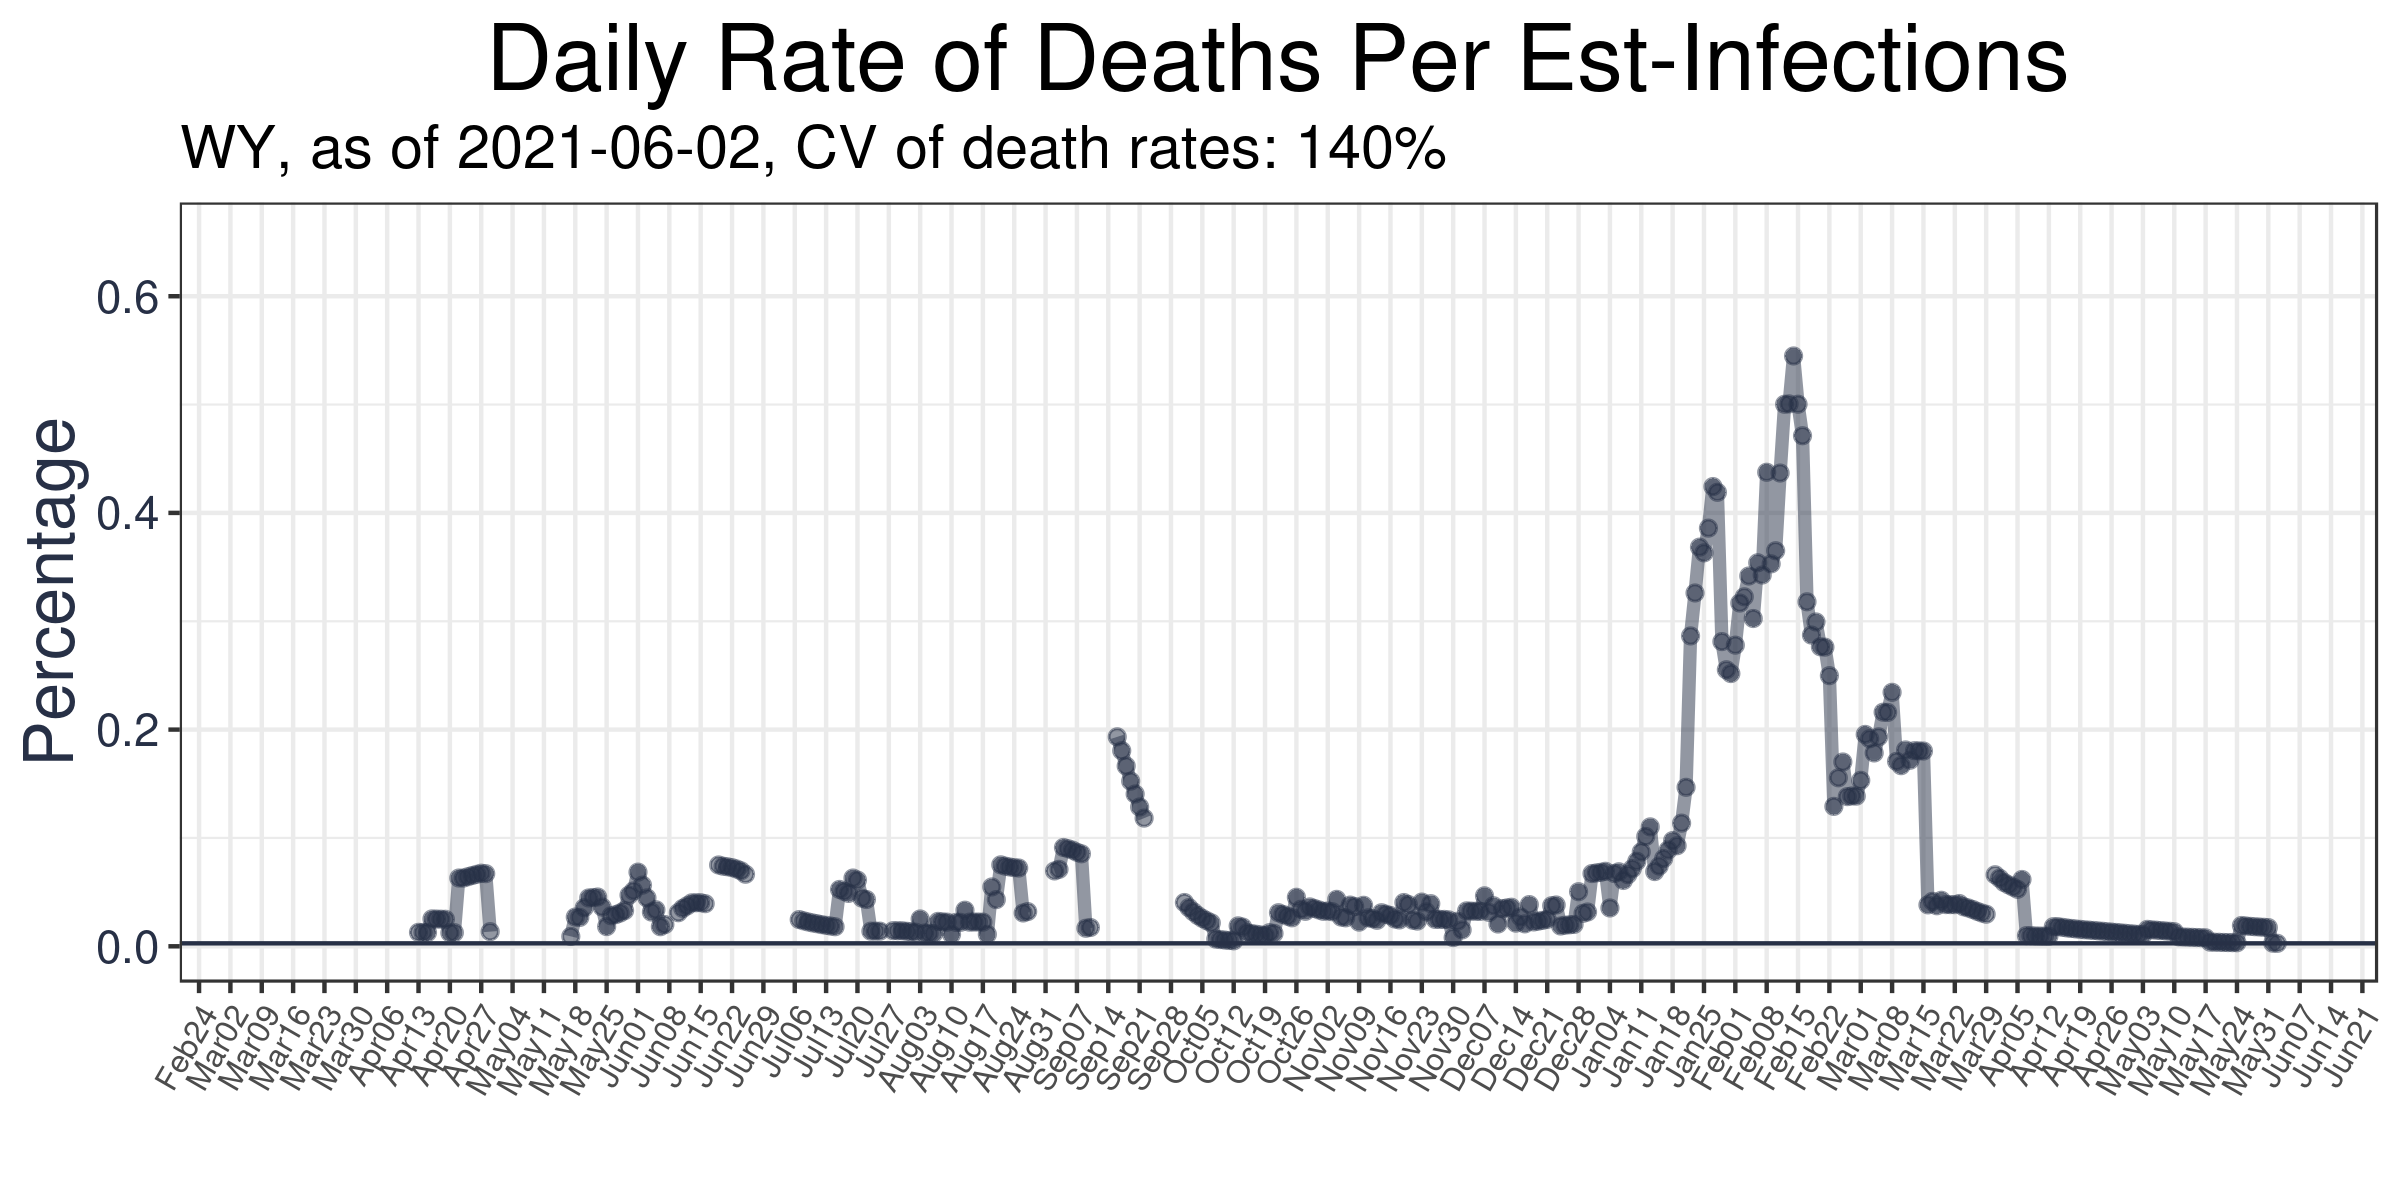 Daily Rate of Deaths Per Est-Infections
WY, as of 2021-06-02, CV of death rates: 140%
Percentage
0.6
0.4
0.2
0.0
Feb24
Mar02
Mar09
Mar16
Mar23
Mar30
Apr06
Apr13
Apr20
Apr27
May04
May11
May18
May25
Jun01
Jun08
Jun15
Jun22
Jun29
Jul06
Jul13
Jul20
Jul27
Aug03
Aug10
Aug17
Aug24
Aug31
Sep07
Sep14
Sep21
Sep28
Oct05
Oct12
Oct19
Oct26
Nov02
Nov09
Nov16
Nov23
Nov30
Dec07
Dec14
Dec21
Dec28
Jan04
Jan11
Jan18
Jan25
Feb01
Feb08
Feb15
Feb22
Mar01
Mar08
Mar15
Mar22
Mar29
Apr05
Apr12
Apr19
Apr26
May03
May10
May17
May24
May31
Jun07
Jun14
Jun21